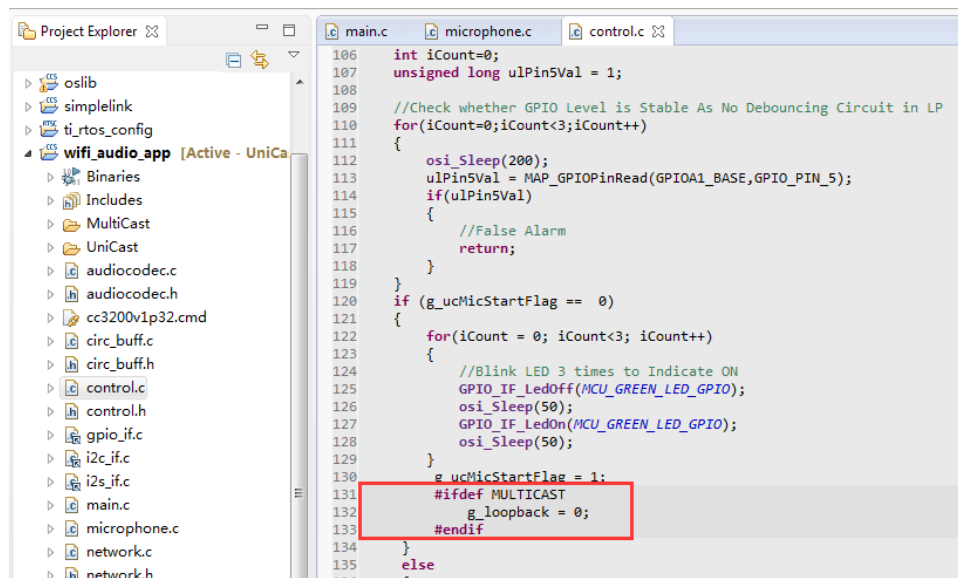 Project Explorer
oslib
simplelink
ti_rtos_config
wifi_audio_app [Active - UniCa
Binaries
Includes
MultiCast
UniCast
audiocodec.c
audiocodec.h
cc3200v1p32.cmd
circ_buff.c
circ_buff.h
control.c
control.h
gpio_if.c
i2c_if.c
i2s_if.c
main.c
microphone.c
network.c
network.h
main.c microphone.c control.c
106 int iCount=0;
107 unsigned long ulPin5Val = 1;
108
109 //Check whether GPIO Level is Stable As No Debouncing Circuit in LP
110 for(iCount=0;iCount<3;iCount++)
111 {
112 osi_Sleep(200);
113 ulPin5Val = MAP_GPIOPinRead(GPIOA1_BASE,GPIO_PIN_5);
114 if(ulPin5Val)
115 {
116 //False Alarm
117 return;
118 }
119 }
120 if (g_ucMicStartFlag == 0)
121 {
122 for(iCount = 0; iCount<3; iCount++)
123 {
124 //Blink LED 3 times to Indicate ON
125 GPIO_IF_LedOff(MCU_GREEN_LED_GPIO);
126 osi_Sleep(50);
127 GPIO_IF_LedOn(MCU_GREEN_LED_GPIO);
128 osi_Sleep(50);
129 }
130 g_ucMicStartFlag = 1;
131 #ifdef MULTICAST
132 g_loopback = 0;
133 #endif
134 }
135 else